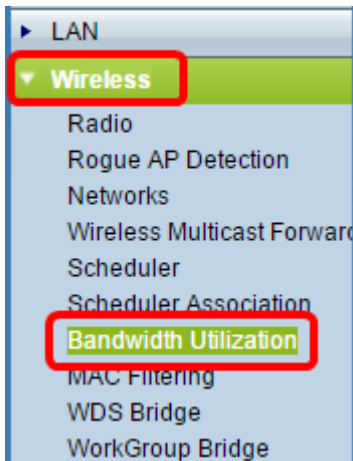 LAN
Wireless
Radio
Rogue AP Detection
Networks
Wireless Multicast Forward
Scheduler
Scheduler Association
Bandwidth Utilization
MAC Filtering
WDS Bridge
WorkGroup Bridge